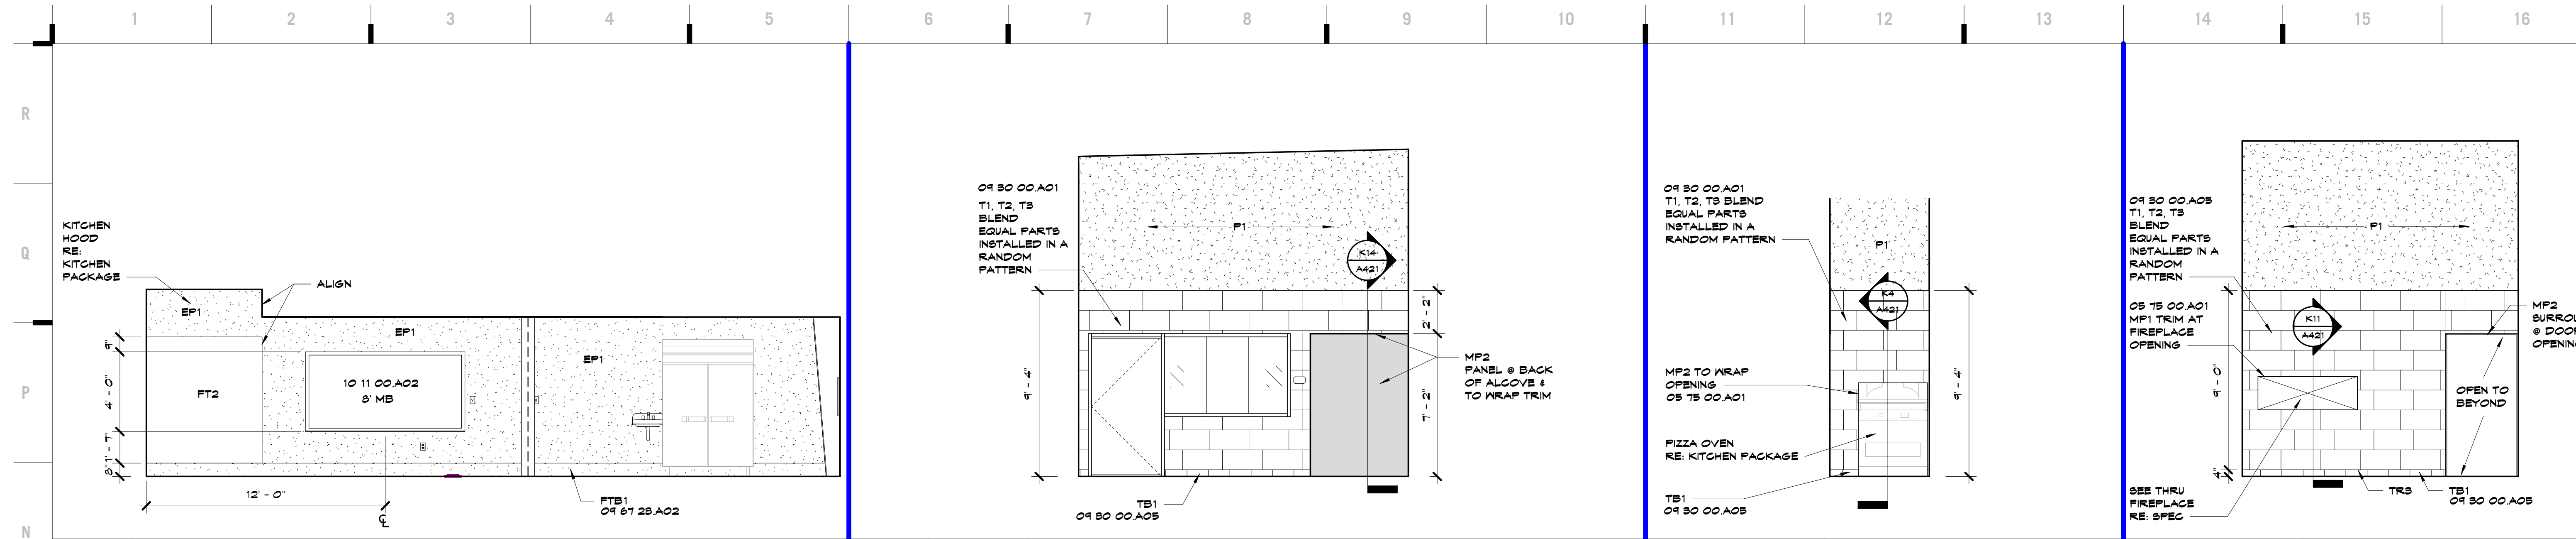 1 2 3 4 5 6 7 8 9 10 11 12 13 14 15 16
R
Q
P
N
KITCHEN
HOOD
RE:
KITCHEN
PACKAGE
ALIGN
EP1
EP1
EP1
FT2
10 11 00.A02
8' MB
9"
4' - 0"
1' - 7"
8"
12' - 0"
FTB1
09 67 23.A02
09 30 00.A01
T1, T2, T3
BLEND
EQUAL PARTS
INSTALLED IN A
RANDOM
PATTERN
P1
K14
A421
2' - 2"
9' - 4"
7' - 2"
MP2
PANEL @ BACK
OF ALCOVE &
TO WRAP TRIM
TB1
09 30 00.A05
09 30 00.A01
T1, T2, T3 BLEND
EQUAL PARTS
INSTALLED IN A
RANDOM PATTERN
P1
K4
A421
9' - 4"
MP2 TO WRAP
OPENING
05 75 00.A01
PIZZA OVEN
RE: KITCHEN PACKAGE
TB1
09 30 00.A05
09 30 00.A05
T1, T2, T3
BLEND
EQUAL PARTS
INSTALLED IN A
RANDOM
PATTERN
05 75 00.A01
MP1 TRIM AT
FIREPLACE
OPENING
P1
K11
A421
9' - 0"
4"
MP2
@
OPEN TO
BEYOND
SEE THRU
FIREPLACE
RE: SPEC
TR3
TB1
09 30 00.A05